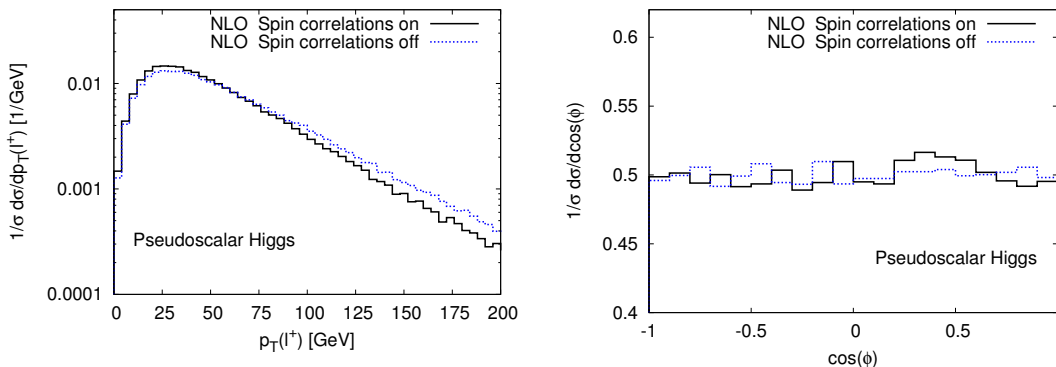 NLO Spin correlations on
NLO Spin correlations off
0.01
0.001
0.0001
1/σ dσ/dpT(l+) [1/GeV]
Pseudoscalar Higgs
0 25 50 75 100 125 150 175 200
pT(l+) [GeV]
NLO Spin correlations on
NLO Spin correlations off
0.6
0.55
0.5
0.45
0.4
1/σ dσ/dcos(ϕ)
Pseudoscalar Higgs
-1 -0.5 0 0.5
cos(ϕ)